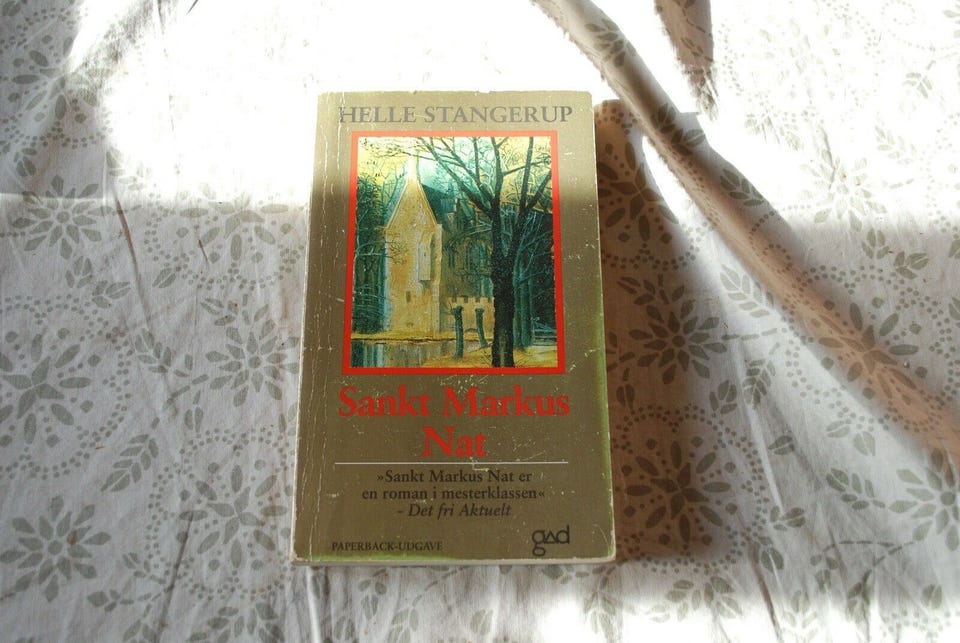 HELLE STANGERUP
Sankt Markus
Nat
»Sankt Markus Nat er
en roman i mesterklassen«
- Det fri Aktuelt
PAPERBACK-UDGAVE
gad